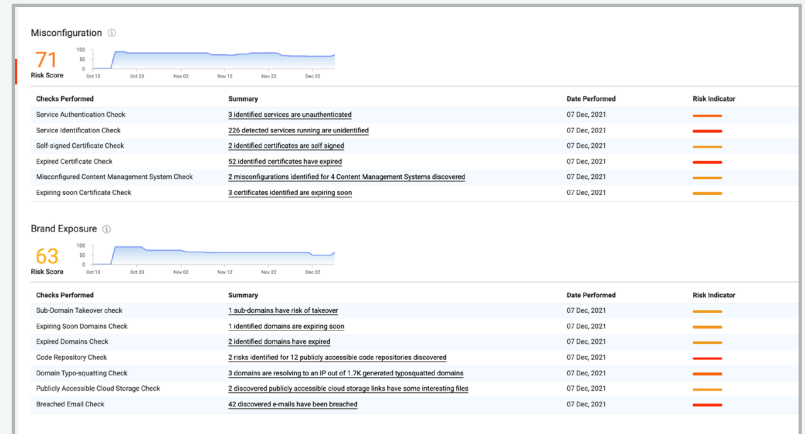 Misconfiguration
71
Risk Score
100
50
0
Oct 13 Oct 23 Nov 02 Nov 12 Nov 22 Dec 02
Checks Performed Summary Date Performed Risk Indicator
Service Authentication Check 3 identified services are unauthenticated 07 Dec, 2021
Service Identification Check 226 detected services running are unidentified 07 Dec, 2021
Self-signed Certificate Check 2 identified certificates are self signed 07 Dec, 2021
Expired Certificate Check 52 identified certificates have expired 07 Dec, 2021
Misconfigured Content Management System Check 2 misconfigurations identified for 4 Content Management Systems discovered 07 Dec, 2021
Expiring soon Certificate Check 3 certificates identified are expiring soon 07 Dec, 2021
Brand Exposure
63
Risk Score
100
50
0
Oct 13 Oct 23 Nov 02 Nov 12 Nov 22 Dec 02
Checks Performed Summary Date Performed Risk Indicator
Sub-Domain Takeover check 1 sub-domains have risk of takeover 07 Dec, 2021
Expiring Soon Domains Check 1 identified domains are expiring soon 07 Dec, 2021
Expired Domains Check 2 identified domains have expired 07 Dec, 2021
Code Repository Check 2 risks identified for 12 publicly accessible code repositories discovered 07 Dec, 2021
Domain Typo-squatting Check 3 domains are resolving to an IP out of 1.7K generated typosquatted domains 07 Dec, 2021
Publicly Accessible Cloud Storage Check 2 discovered publicly accessible cloud storage links have some interesting files 07 Dec, 2021
Breached Email Check 42 discovered e-mails have been breached 07 Dec, 2021